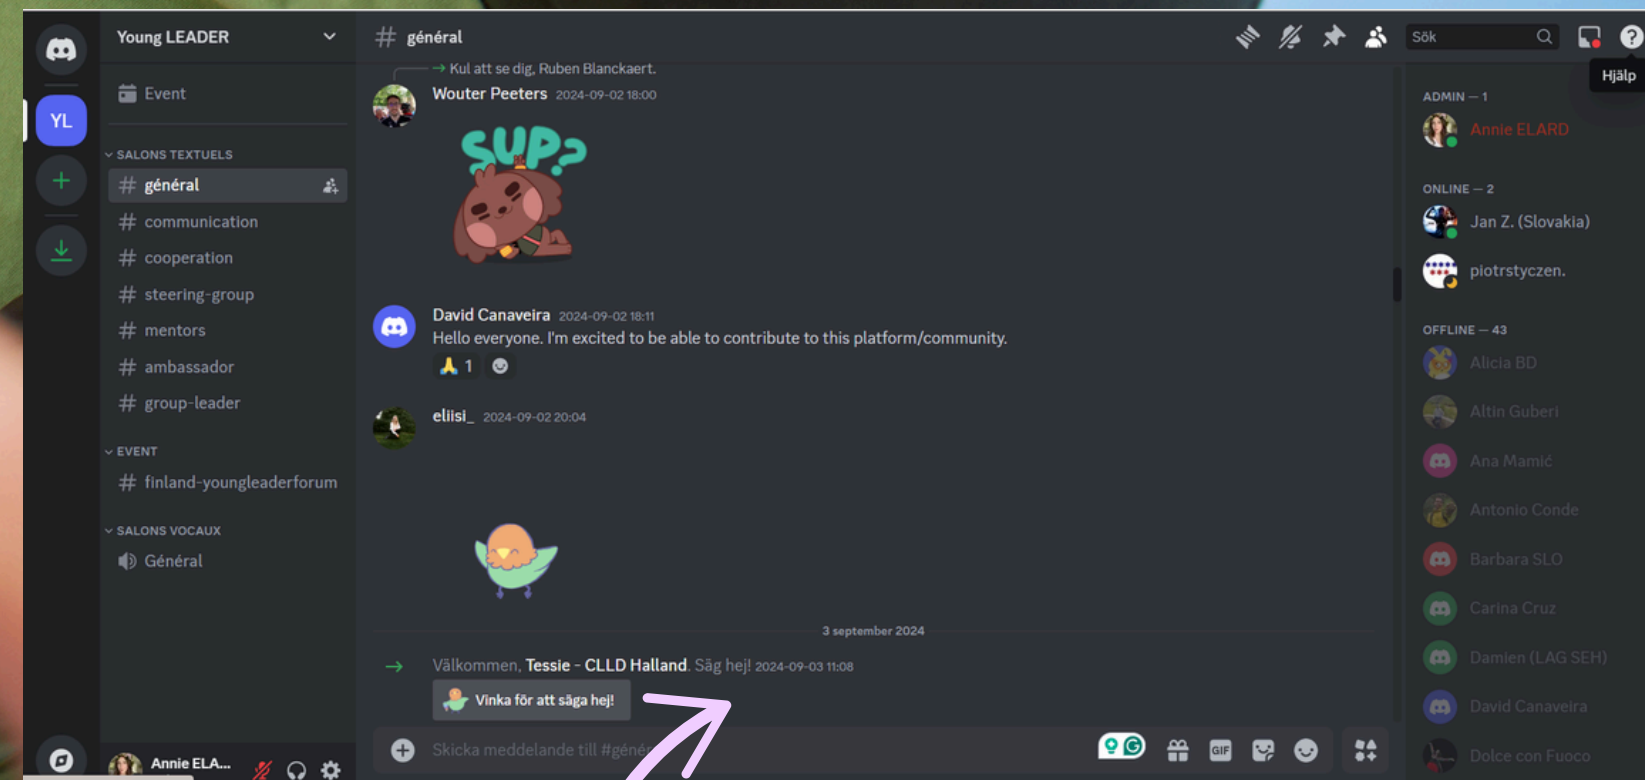 Young LEADER
YL
Event
SALONS TEXTUELS
# général
# communication
# cooperation
# steering-group
# mentors
# ambassador
# group-leader
EVENT
# finland-youngleaderforum
SALONS VOCAUX
Général
Annie ELA...
# général
Sök
Hjälp
→ Kul att se dig, Ruben Blanckaert.
Wouter Peeters 2024-09-02 18:00
SUP?
David Canaveira 2024-09-02 18:11
Hello everyone. I'm excited to be able to contribute to this platform/community.
1
eliisi_ 2024-09-02 20:04
3 september 2024
→ Välkommen, Tessie - CLLD Halland. Säg hej! 2024-09-03 11:08
Vinka för att säga hej!
Skicka meddelande till #génér
GIF
ADMIN — 1
Annie ELARD
ONLINE — 2
Jan Z. (Slovakia)
piotrstyczen.
OFFLINE — 43
Alicia BD
Altin Guberi
Ana Mamić
Antonio Conde
Barbara SLO
Carina Cruz
Damien (LAG SEH)
David Canaveira
Dolce con Fuoco